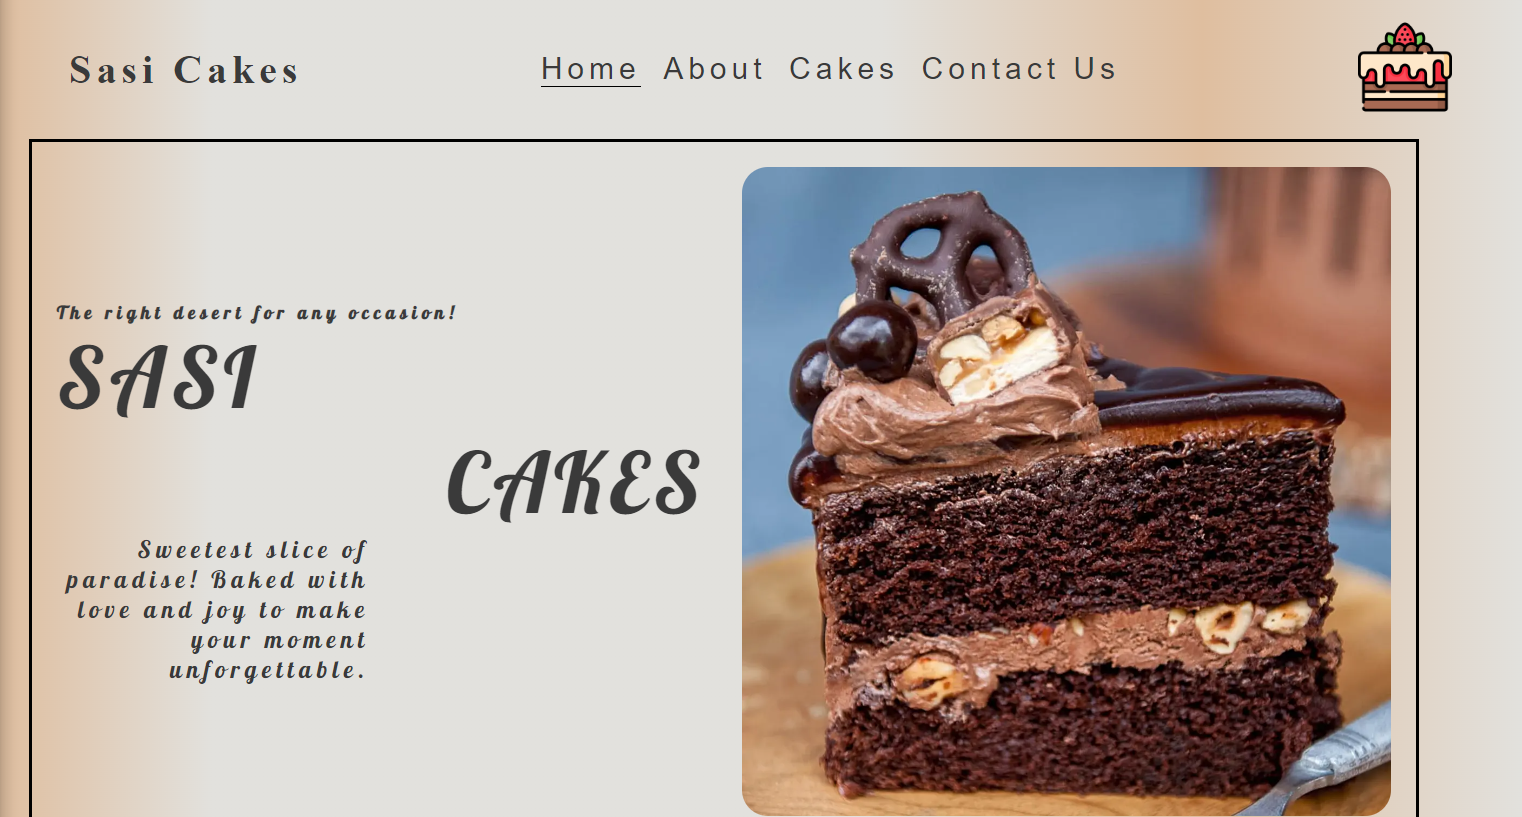 Sasi Cakes
Home About Cakes Contact Us
The right desert for any occasion!
SASI
CAKES
Sweetest slice of
paradise! Baked with
love and joy to make
your moment
unforgettable.